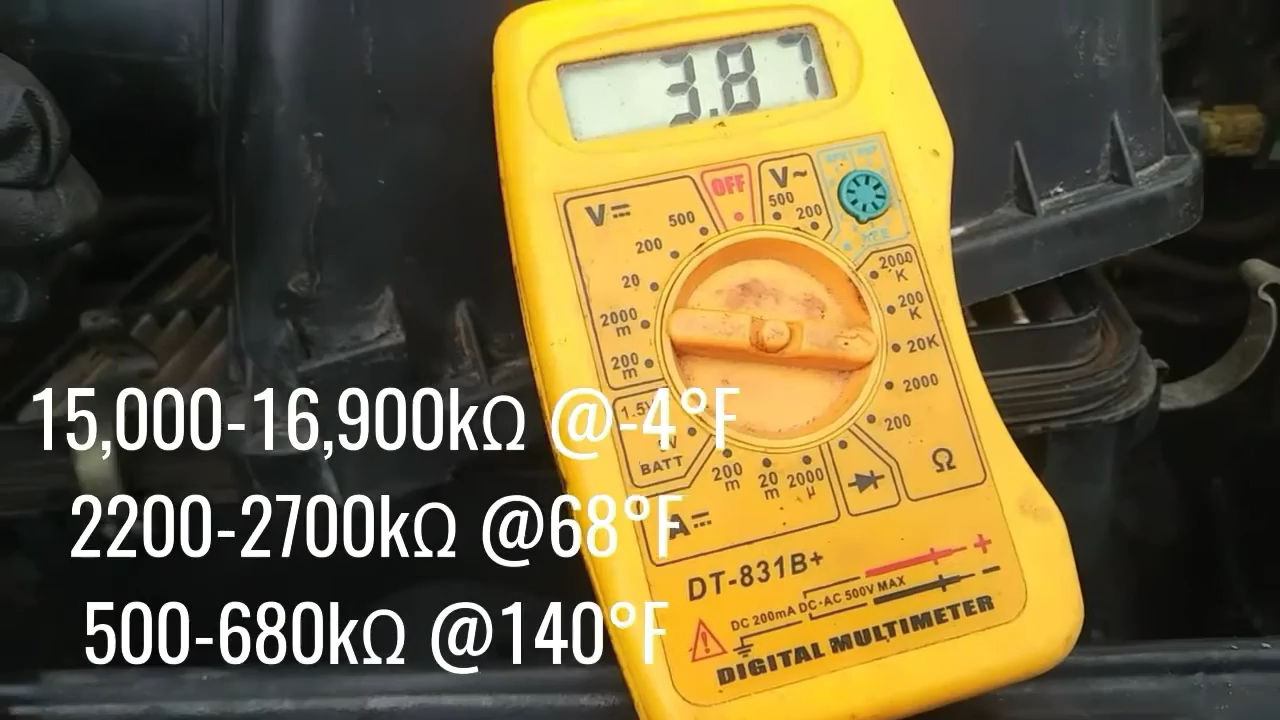 3.87
OFF
V~
500
200
V⎓
500
200
20
2000
m
200
m
2000
K
200
K
20K
2000
200
Ω
1.5V
V
BATT
200
m
20
m
2000
µ
A⎓
15,000-16,900kΩ @-4°F
2200-2700kΩ @68°F
500-680kΩ @140°F
DT-831B+
+
DC 200mA DC-AC 500V MAX
DIGITAL MULTIMETER